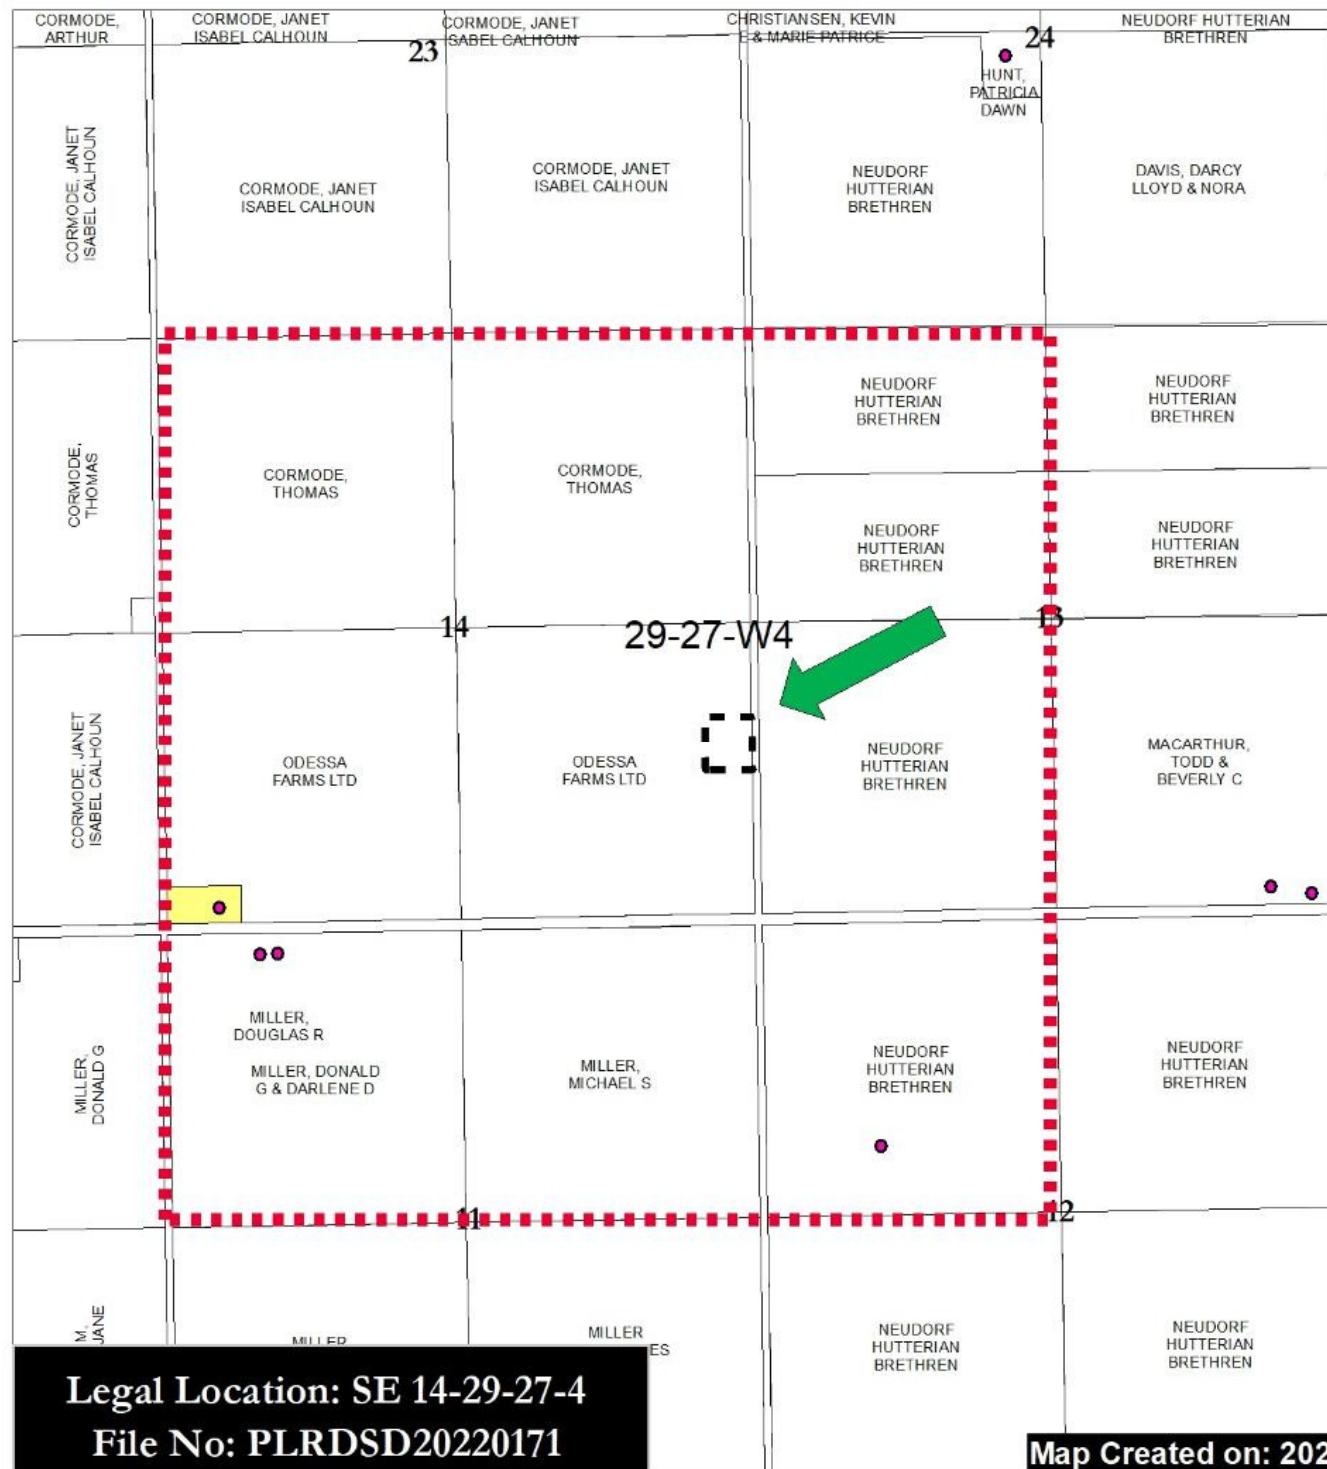 CORMODE,
ARTHUR
CORMODE, JANET
ISABEL CALHOUN
23
CORMODE, JANET
ISABEL CALHOUN
CHRISTIANSEN, KEVIN
E & MARIE PATRICE
24
NEUDORF HUTTERIAN
BRETHREN
HUNT,
PATRICIA
DAWN
CORMODE, JANET
ISABEL CALHOUN
CORMODE, JANET
ISABEL CALHOUN
CORMODE, JANET
ISABEL CALHOUN
NEUDORF
HUTTERIAN
BRETHREN
DAVIS, DARCY
LLOYD & NORA
NEUDORF
HUTTERIAN
BRETHREN
NEUDORF
HUTTERIAN
BRETHREN
CORMODE,
THOMAS
CORMODE,
THOMAS
CORMODE,
THOMAS
NEUDORF
HUTTERIAN
BRETHREN
NEUDORF
HUTTERIAN
BRETHREN
14
29-27-W4
13
CORMODE, JANET
ISABEL CALHOUN
ODESSA
FARMS LTD
ODESSA
FARMS LTD
NEUDORF
HUTTERIAN
BRETHREN
MACARTHUR,
TODD &
BEVERLY C
MILLER,
DONALD G
MILLER,
DOUGLAS R
MILLER, DONALD
G & DARLENE D
MILLER,
MICHAEL S
NEUDORF
HUTTERIAN
BRETHREN
NEUDORF
HUTTERIAN
BRETHREN
11
12
M,
JANE
MILLER
MILLER
ES
NEUDORF
HUTTERIAN
BRETHREN
NEUDORF
HUTTERIAN
BRETHREN
Legal Location: SE 14-29-27-4
File No: PLRDSD20220171
Map Created on: 202